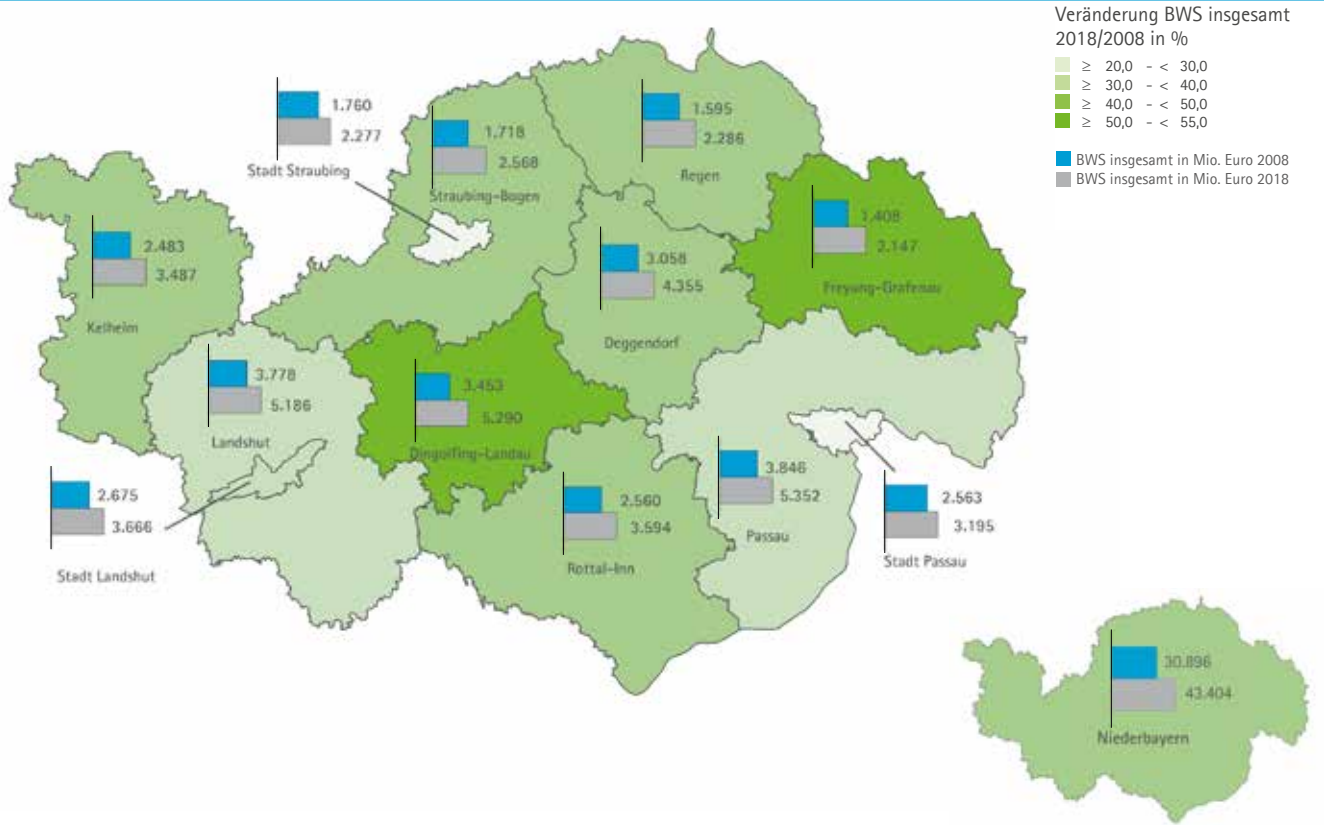 Veränderung BWS insgesamt
2018/2008 in %
≥ 20,0 - < 30,0
≥ 30,0 - < 40,0
≥ 40,0 - < 50,0
≥ 50,0 - < 55,0
BWS insgesamt in Mio. Euro 2008
BWS insgesamt in Mio. Euro 2018
1.760
2.277
Stadt Straubing
1.718
2.568
Straubing-Bogen
1.595
2.286
Regen
2.483
3.487
Kelheim
3.058
4.355
Deggendorf
1.408
2.147
Freyung-Grafenau
3.778
5.186
Landshut
3.453
5.290
Dingolfing-Landau
2.675
3.666
Stadt Landshut
2.560
3.594
Rottal-Inn
3.846
5.352
Passau
2.563
3.195
Stadt Passau
30.896
43.404
Niederbayern